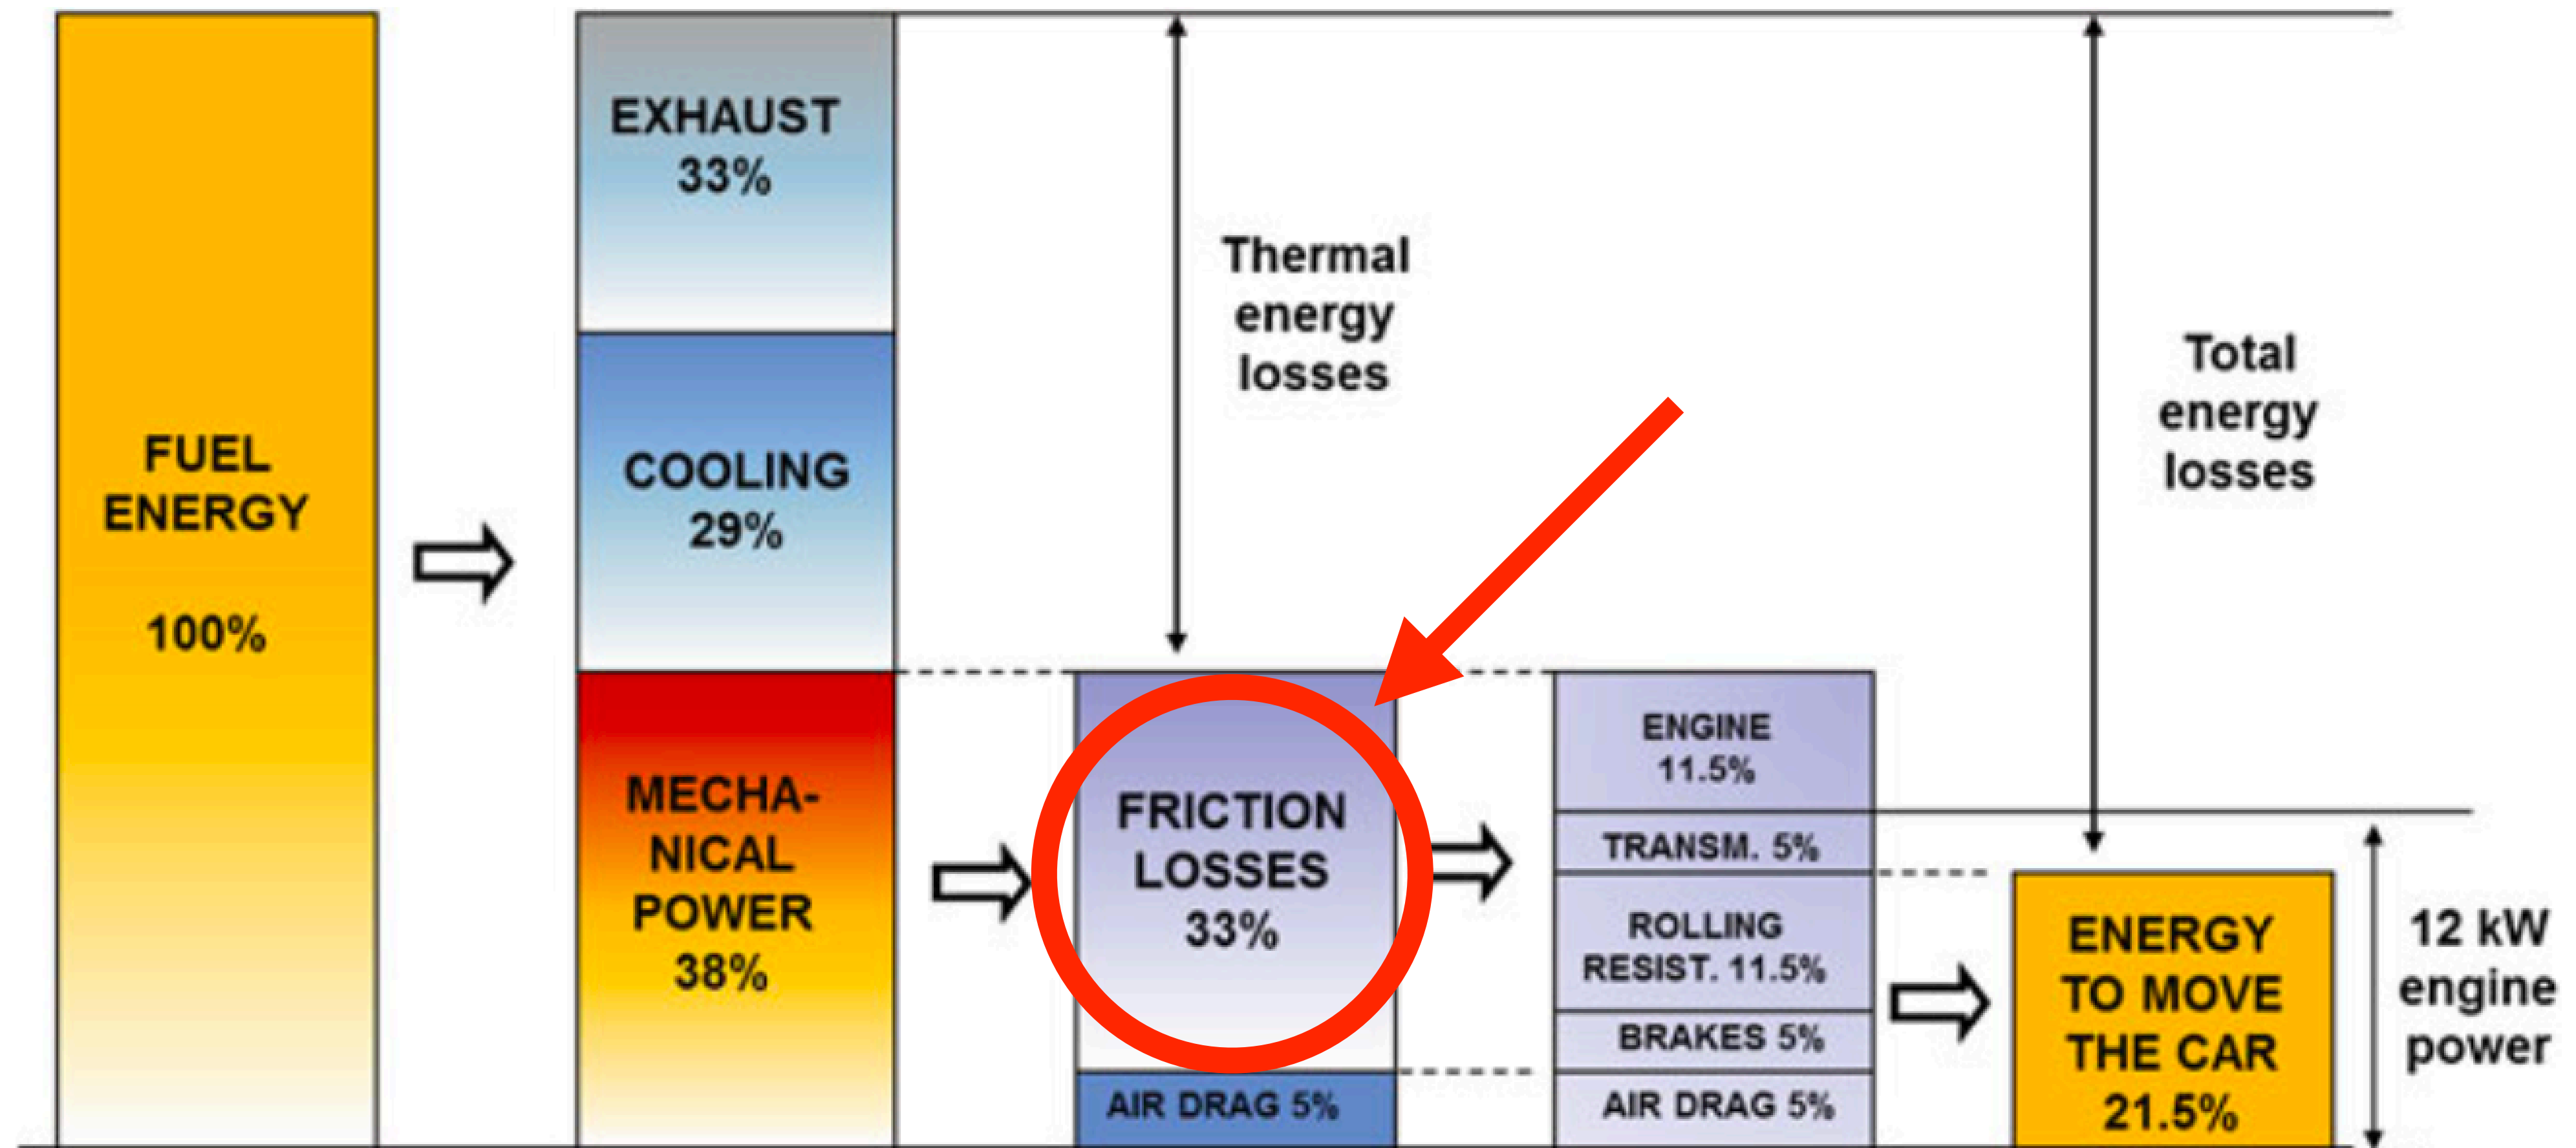 FUEL
ENERGY
100%
EXHAUST
33%
COOLING
29%
MECHA-
NICAL
POWER
38%
Thermal
energy
losses
FRICTION
LOSSES
33%
AIR DRAG 5%
ENGINE
11.5%
TRANSM. 5%
ROLLING
RESIST. 11.5%
BRAKES 5%
AIR DRAG 5%
Total
energy
losses
ENERGY
TO MOVE
THE CAR
21.5%
12 kW
engine
power